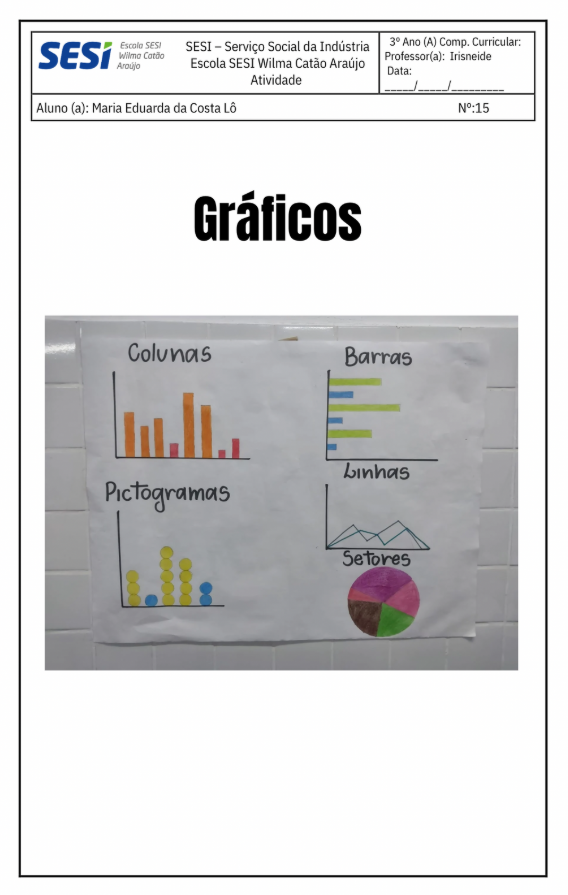 SESI
Escola SESI
Wilma Catão
Araújo
SESI – Serviço Social da Indústria
Escola SESI Wilma Catão Araújo
Atividade
3º Ano (A) Comp. Curricular:
Professor(a): Irisneide
Data:
_____/_____/_________
Aluno (a): Maria Eduarda da Costa Lô Nº:15
Gráficos
Colunas
Barras
Pictogramas
Linhas
Setores